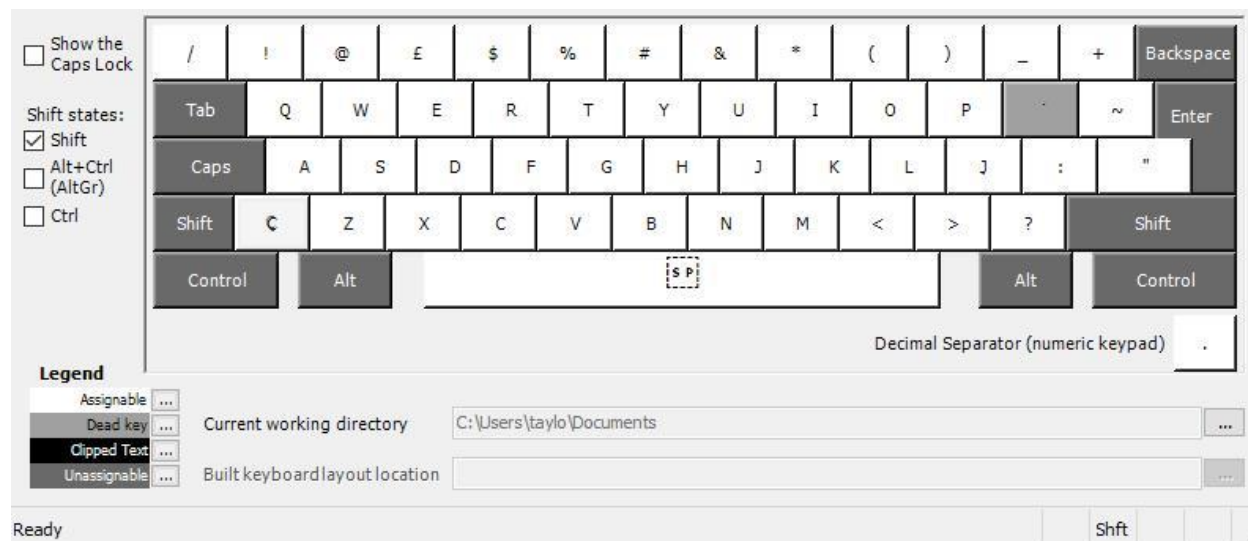 Show the
Caps Lock
/ ! @ £ $ % # & * ( ) _ + Backspace
Shift states:
Tab Q W E R T Y U I O P ~ Enter
Shift
Alt+Ctrl
(AltGr)
Caps A S D F G H J K L : "
Ctrl
Shift Z X C V B N M < > ? Shift
Control Alt SP Alt Control
Decimal Separator (numeric keypad) .
Legend
Assignable ...
Dead key ... Current working directory C:\Users\taylo\Documents ...
Clipped Text ...
Unassignable ... Built keyboard layout location ...
Ready Shft